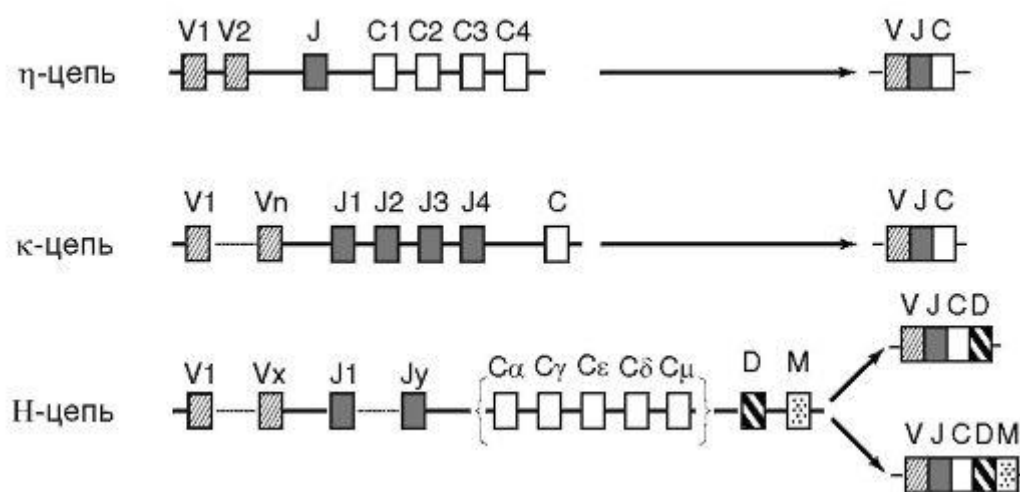 V1 V2 J C1 C2 C3 C4 V J C
η-цепь
V1 Vn J1 J2 J3 J4 C V J C
κ-цепь
V J C D
V1 Vx J1 Jy Cα Cγ Cε Cδ Cμ D M
H-цепь
V J C D M